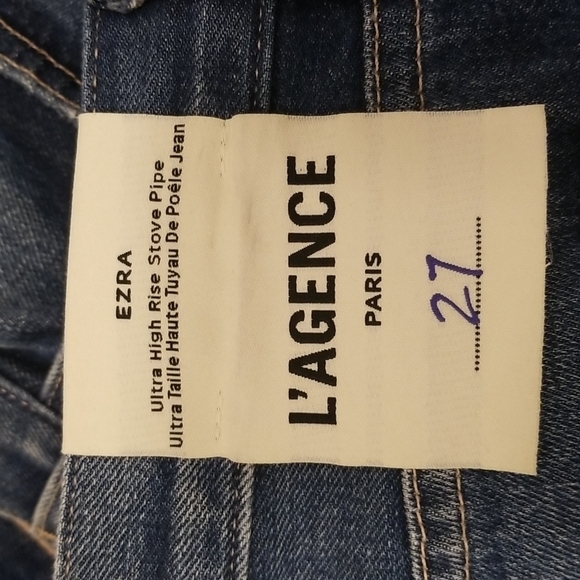 EZRA
Ultra High Rise Stove Pipe
Ultra Taille Haute Tuyau De Poêle Jean
L'AGENCE
PARIS
27